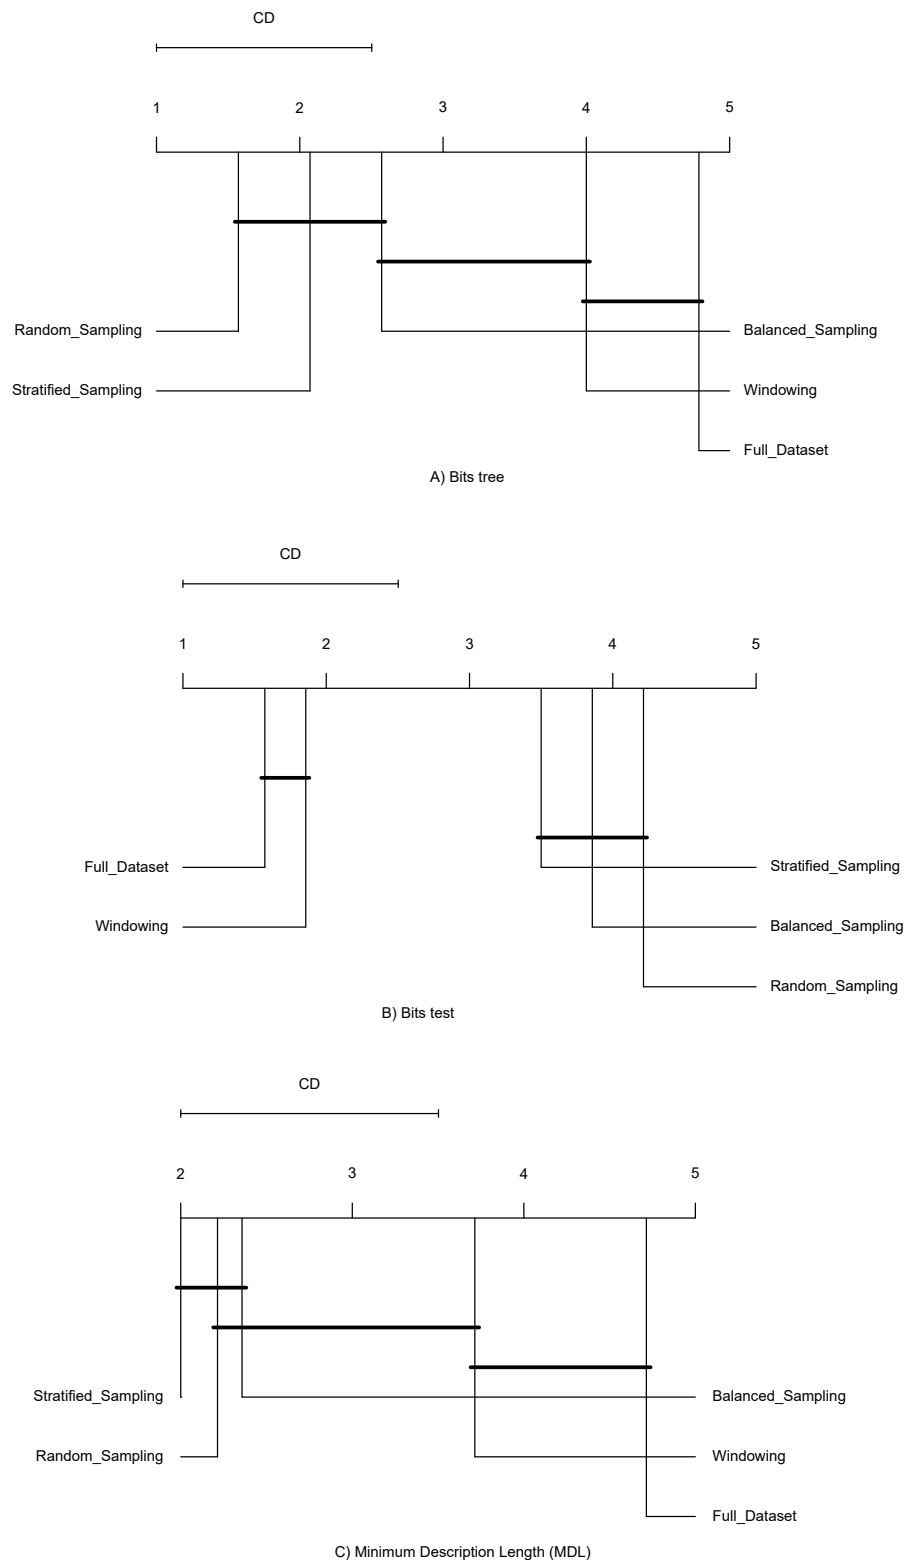 CD
1 2 3 4 5
Random_Sampling Balanced_Sampling
Stratified_Sampling Windowing
Full_Dataset
A) Bits tree
CD
1 2 3 4 5
Full_Dataset Stratified_Sampling
Windowing Balanced_Sampling
Random_Sampling
B) Bits test
CD
2 3 4 5
Stratified_Sampling Balanced_Sampling
Random_Sampling Windowing
Full_Dataset
C) Minimum Description Length (MDL)